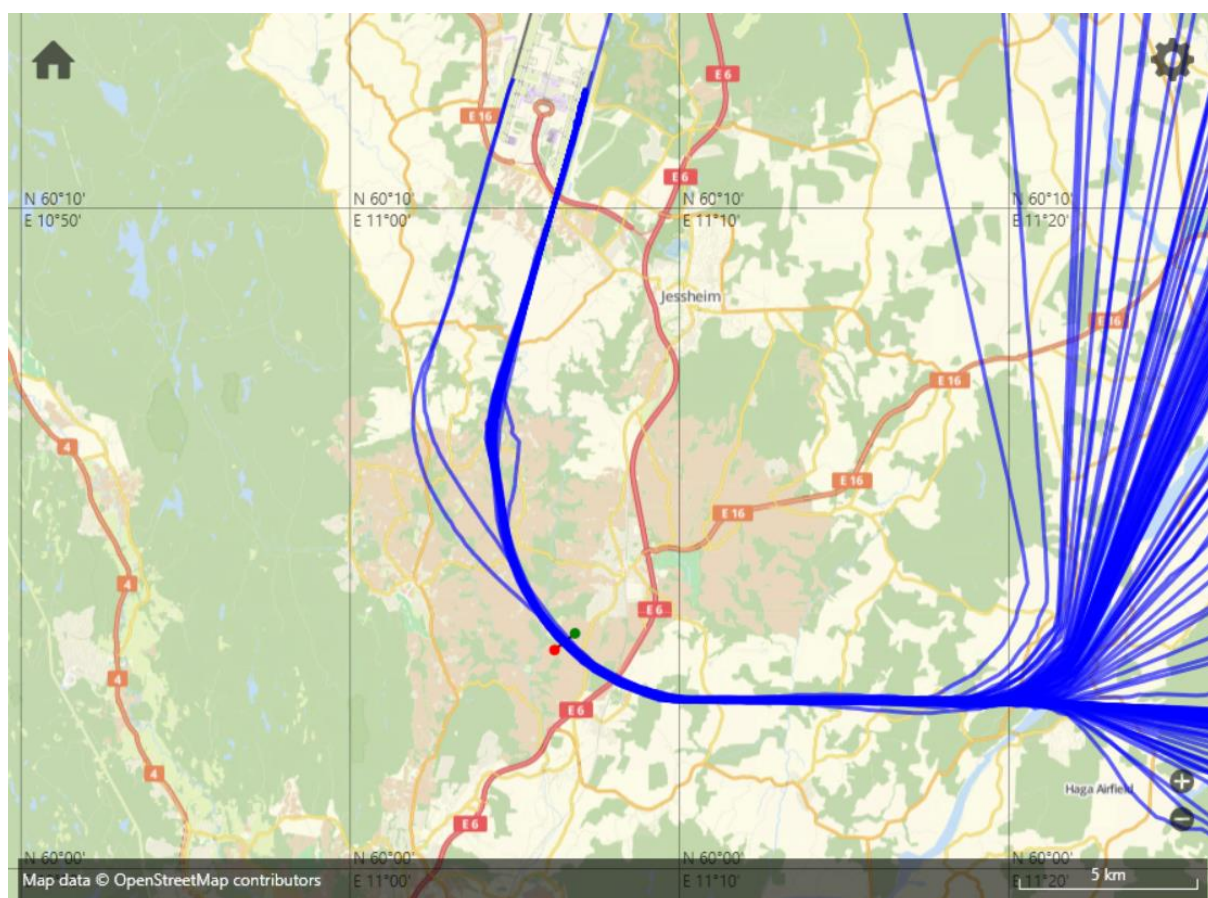 E 6
E 16
N 60°10'
N 60°10'
N 60°10'
N 60°10'
E 10°50'
E 11°00'
E 11°10'
E 11°20'
E 6
Jessheim
E 16
E 16
4
E 16
E 16
4
E 6
4
E 6
4
Haga Airfield
E 6
N 60°00'
N 60°00'
N 60°00'
N 60°00'
Map data © OpenStreetMap contributors
E 11°00'
E 11°10'
E 11°20'
5 km